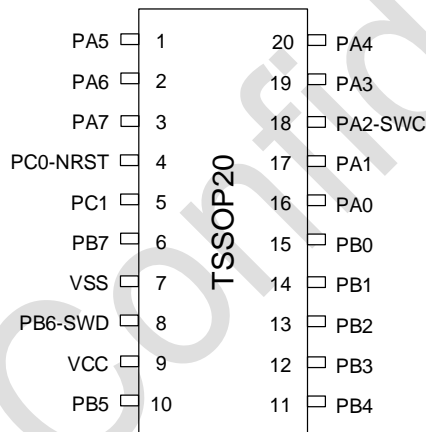 PA5 1 20 PA4
PA6 2 19 PA3
PA7 3 18 PA2-SWC
PC0-NRST 4 17 PA1
PC1 5 16 PA0
PB7 6 15 PB0
VSS 7 14 PB1
PB6-SWD 8 13 PB2
VCC 9 12 PB3
PB5 10 11 PB4
TSSOP20
Confid